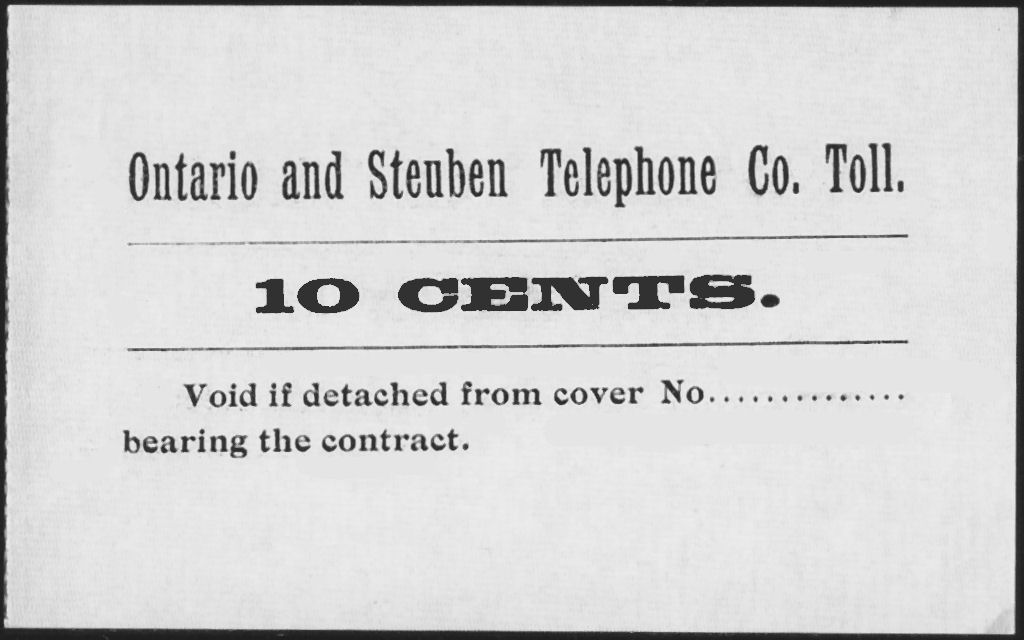 Ontario and Steuben Telephone Co. Toll.
10 CENTS.
Void if detached from cover No..............
bearing the contract.